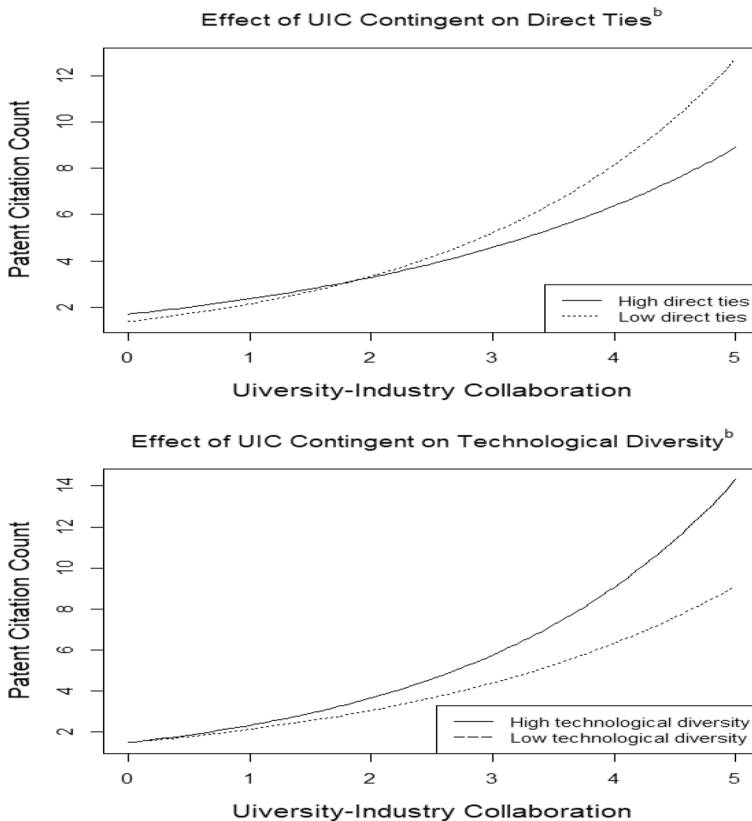 Effect of UIC Contingent on Direct Ties^b
Patent Citation Count
12
10
8
6
4
2
High direct ties
Low direct ties
0 1 2 3 4 5
Uiversity-Industry Collaboration
Effect of UIC Contingent on Technological Diversity^b
Patent Citation Count
14
12
10
8
6
4
2
High technological diversity
Low technological diversity
0 1 2 3 4 5
Uiversity-Industry Collaboration